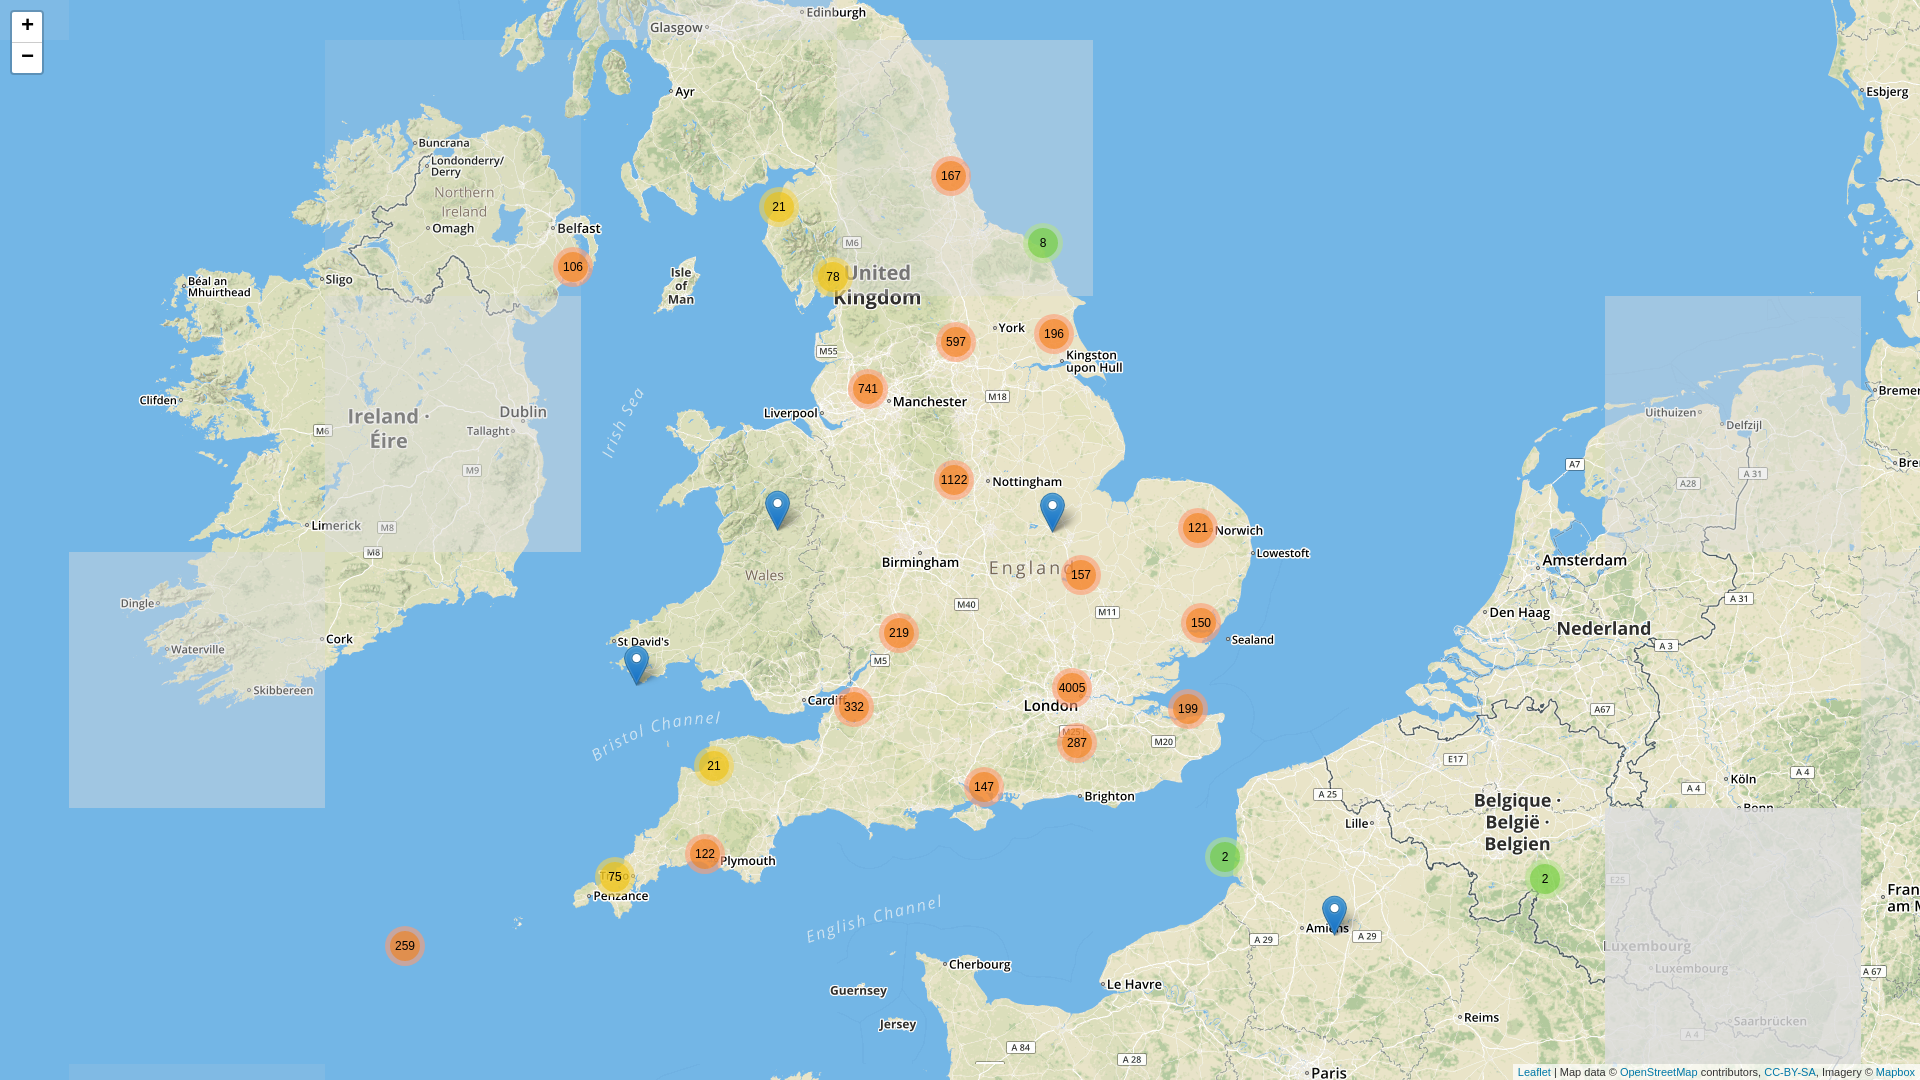 +
−
Glasgow
Edinburgh
Ayr
Esbjerg
Buncrana
Londonderry/
Derry
Northern
Ireland
Omagh
Belfast
167
21
8
M6
106
78
United
Kingdom
Isle
of
Man
Béal an
Mhuirthead
Sligo
York
196
597
M55
Kingston
upon Hull
741
Manchester
M18
Liverpool
Clifden
Ireland ·
Éire
Dublin
Tallaght
M6
M9
Irish Sea
Uithuizen
Delfzijl
Bremer
A7
A 31
A28
Bre
1122
Nottingham
Limerick
M8
M8
121
Norwich
Lowestoft
Birmingham
England
157
Wales
Amsterdam
A 31
Dingle
M40
M11
Den Haag
Nederland
Cork
Waterville
Skibbereen
St David's
219
150
Sealand
A 3
M5
4005
London
Cardiff
332
199
A67
Bristol Channel
M25
287
M20
E17
21
147
Brighton
A 25
Köln
A 4
A 4
Bonn
Belgique ·
België ·
Belgien
Lille
122
Plymouth
2
75
Penzance
2
E25
Fran
am M
English Channel
259
Amiens
A 29
A 29
Luxembourg
Luxembourg
A 67
Cherbourg
Le Havre
Guernsey
Jersey
Reims
Saarbrücken
A 4
A 84
A 28
Paris
Leaflet | Map data © OpenStreetMap contributors, CC-BY-SA, Imagery © Mapbox